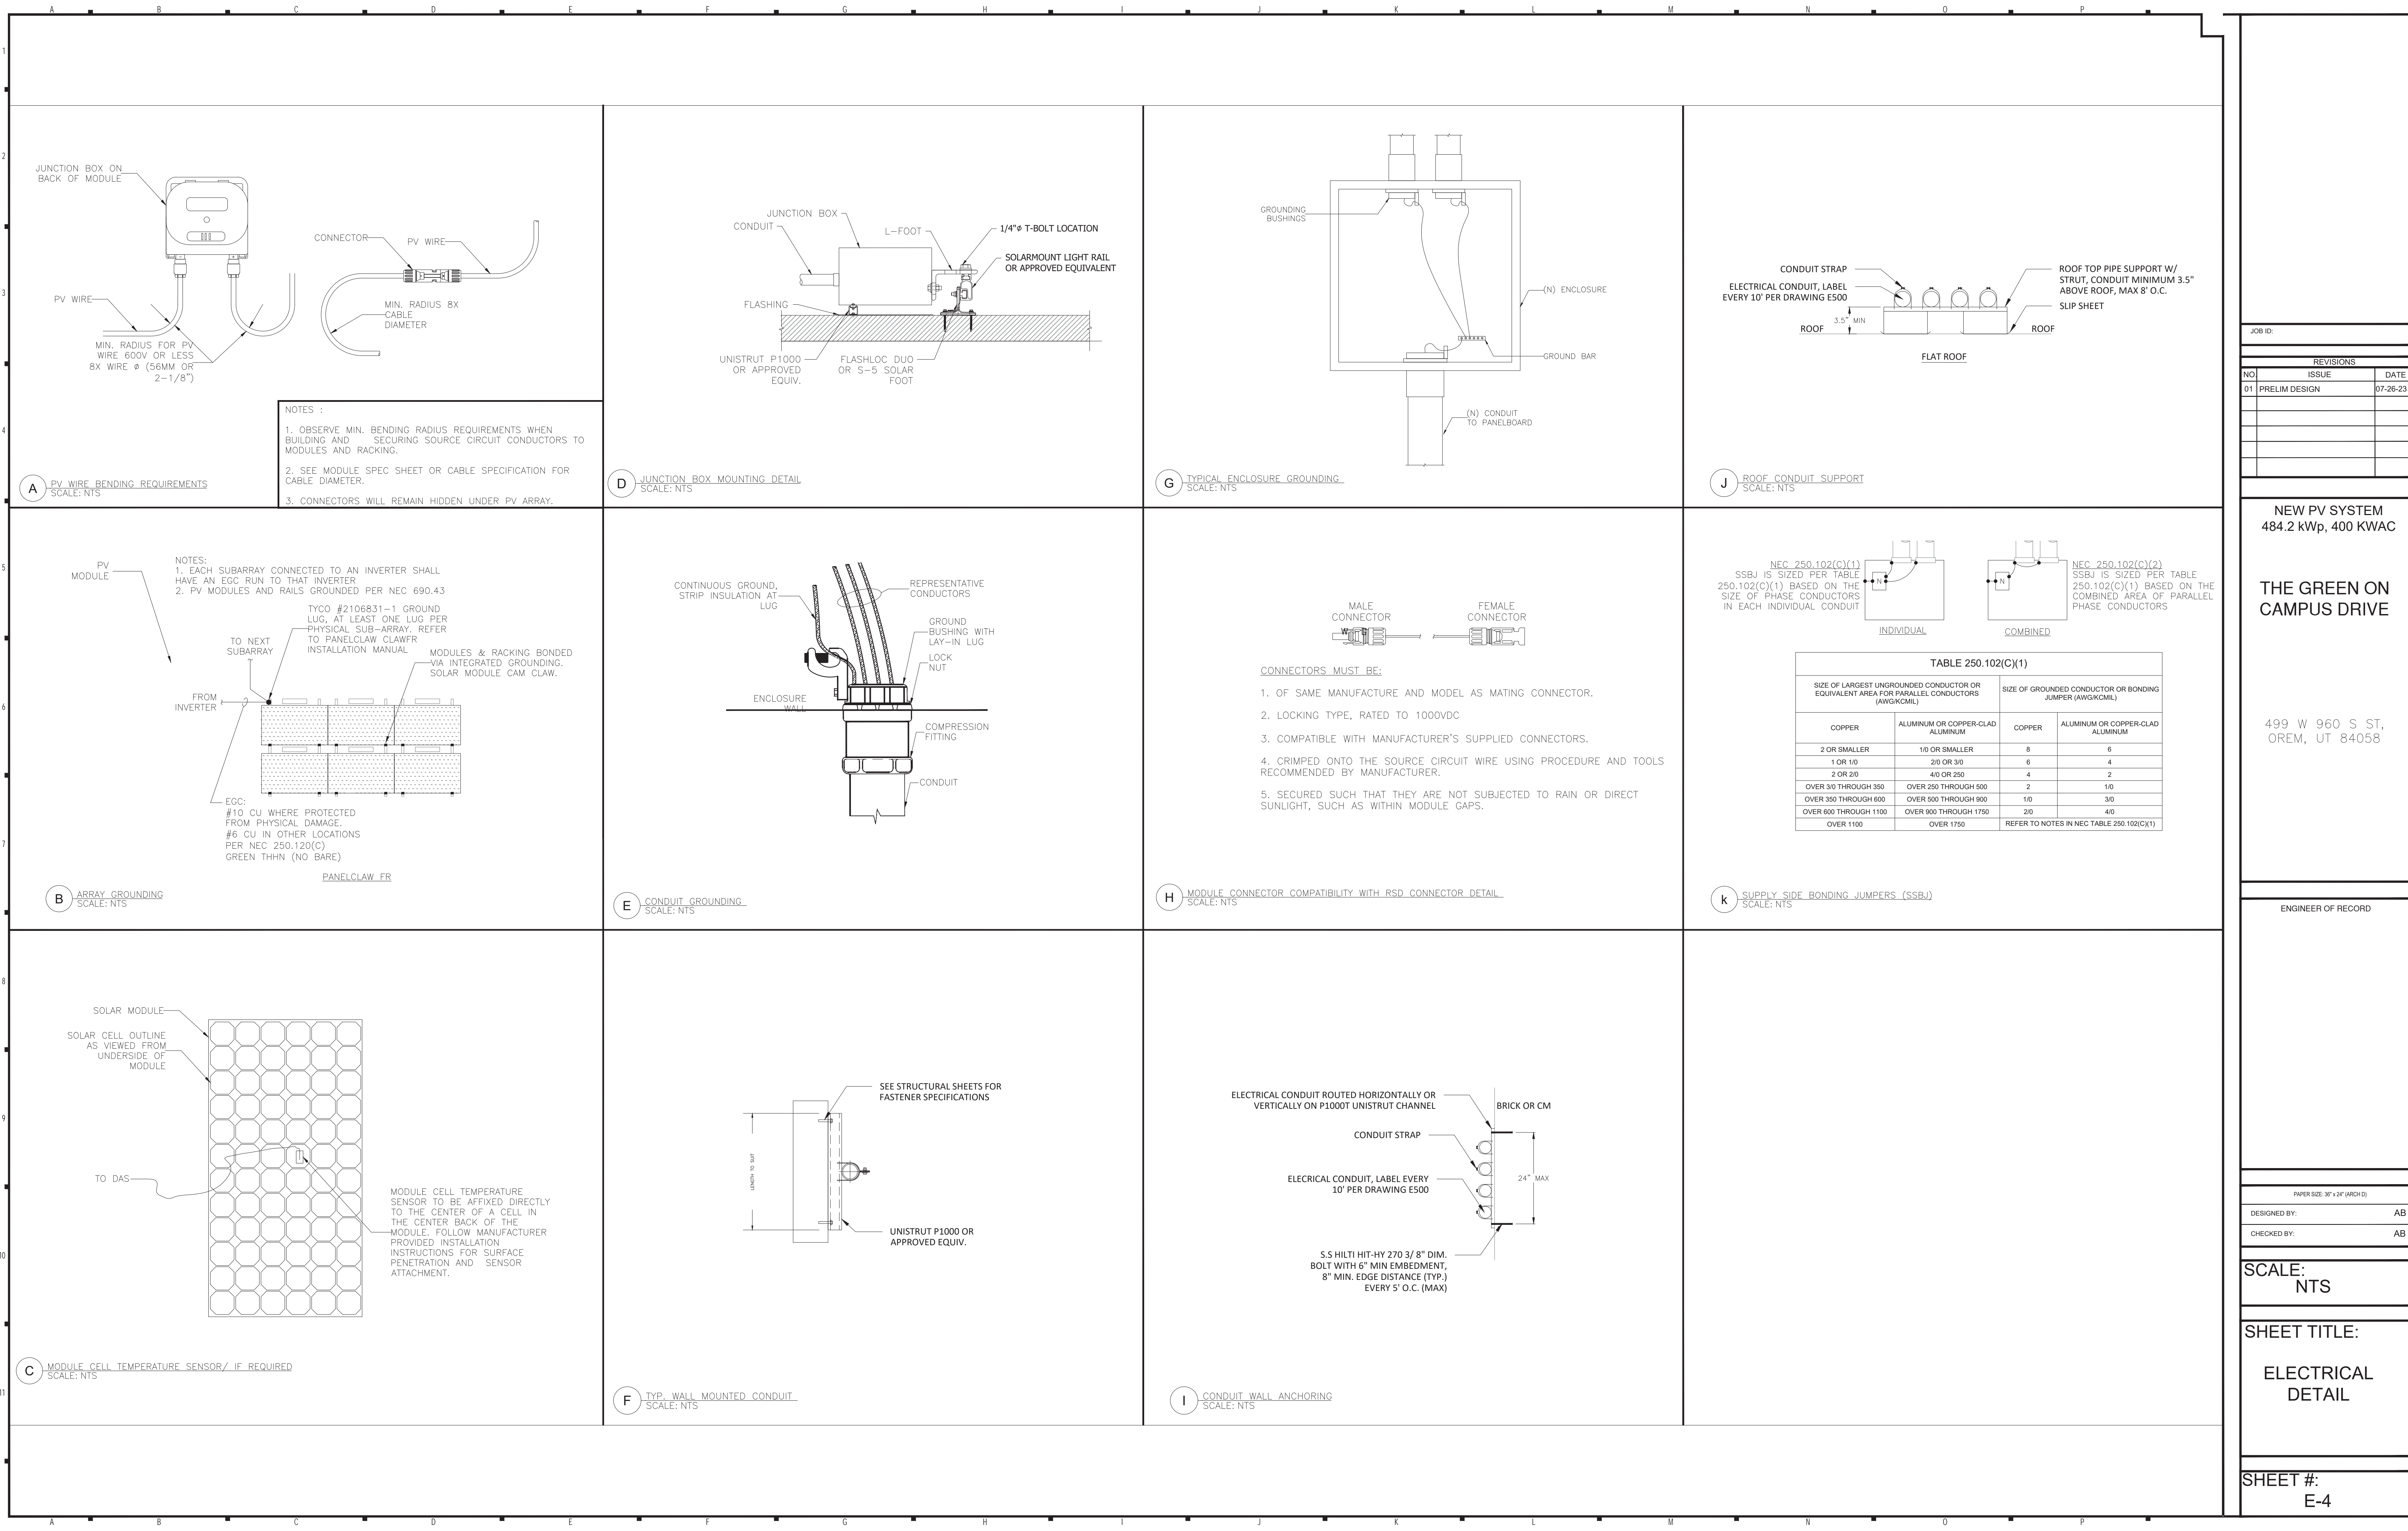 A B C D E F G H I J K L M N O P
1
2
3
4
5
6
7
8
9
10
11
JUNCTION BOX ON
BACK OF MODULE
CONNECTOR
PV WIRE
PV WIRE
MIN. RADIUS 8X
CABLE
DIAMETER
MIN. RADIUS FOR PV
WIRE 600V OR LESS
8X WIRE ø (56MM OR
2-1/8")
NOTES :
1. OBSERVE MIN. BENDING RADIUS REQUIREMENTS WHEN
BUILDING AND SECURING SOURCE CIRCUIT CONDUCTORS TO
MODULES AND RACKING.
2. SEE MODULE SPEC SHEET OR CABLE SPECIFICATION FOR
CABLE DIAMETER.
3. CONNECTORS WILL REMAIN HIDDEN UNDER PV ARRAY.
A PV WIRE BENDING REQUIREMENTS
SCALE: NTS
JUNCTION BOX
CONDUIT
L-FOOT
1/4"ø T-BOLT LOCATION
SOLARMOUNT LIGHT RAIL
OR APPROVED EQUIVALENT
FLASHING
UNISTRUT P1000
OR APPROVED
EQUIV.
FLASHLOC DUO
OR S-5 SOLAR
FOOT
D JUNCTION BOX MOUNTING DETAIL
SCALE: NTS
GROUNDING
BUSHINGS
(N) ENCLOSURE
GROUND BAR
(N) CONDUIT
TO PANELBOARD
G TYPICAL ENCLOSURE GROUNDING
SCALE: NTS
CONDUIT STRAP
ELECTRICAL CONDUIT, LABEL
EVERY 10' PER DRAWING E500
ROOF TOP PIPE SUPPORT W/
STRUT, CONDUIT MINIMUM 3.5"
ABOVE ROOF, MAX 8' O.C.
SLIP SHEET
3.5" MIN
ROOF
ROOF
FLAT ROOF
J ROOF CONDUIT SUPPORT
SCALE: NTS
PV
MODULE
NOTES:
1. EACH SUBARRAY CONNECTED TO AN INVERTER SHALL
HAVE AN EGC RUN TO THAT INVERTER
2. PV MODULES AND RAILS GROUNDED PER NEC 690.43
TYCO #2106831-1 GROUND
LUG, AT LEAST ONE LUG PER
PHYSICAL SUB-ARRAY. REFER
TO PANELCLAW CLAWFR
INSTALLATION MANUAL
TO NEXT
SUBARRAY
MODULES & RACKING BONDED
VIA INTEGRATED GROUNDING.
SOLAR MODULE CAM CLAW.
FROM
INVERTER
EGC:
#10 CU WHERE PROTECTED
FROM PHYSICAL DAMAGE.
#6 CU IN OTHER LOCATIONS
PER NEC 250.120(C)
GREEN THHN (NO BARE)
PANELCLAW FR
B ARRAY GROUNDING
SCALE: NTS
CONTINUOUS GROUND,
STRIP INSULATION AT
LUG
REPRESENTATIVE
CONDUCTORS
GROUND
BUSHING WITH
LAY-IN LUG
LOCK
NUT
ENCLOSURE
WALL
COMPRESSION
FITTING
CONDUIT
E CONDUIT GROUNDING
SCALE: NTS
MALE
CONNECTOR
FEMALE
CONNECTOR
CONNECTORS MUST BE:
1. OF SAME MANUFACTURE AND MODEL AS MATING CONNECTOR.
2. LOCKING TYPE, RATED TO 1000VDC
3. COMPATIBLE WITH MANUFACTURER'S SUPPLIED CONNECTORS.
4. CRIMPED ONTO THE SOURCE CIRCUIT WIRE USING PROCEDURE AND TOOLS
RECOMMENDED BY MANUFACTURER.
5. SECURED SUCH THAT THEY ARE NOT SUBJECTED TO RAIN OR DIRECT
SUNLIGHT, SUCH AS WITHIN MODULE GAPS.
H MODULE CONNECTOR COMPATIBILITY WITH RSD CONNECTOR DETAIL
SCALE: NTS
NEC 250.102(C)(1)
SSBJ IS SIZED PER TABLE
250.102(C)(1) BASED ON THE
SIZE OF PHASE CONDUCTORS
IN EACH INDIVIDUAL CONDUIT
N
INDIVIDUAL
N
COMBINED
NEC 250.102(C)(2)
SSBJ IS SIZED PER TABLE
250.102(C)(1) BASED ON THE
COMBINED AREA OF PARALLEL
PHASE CONDUCTORS
TABLE 250.102(C)(1)
SIZE OF LARGEST UNGROUNDED CONDUCTOR OR
EQUIVALENT AREA FOR PARALLEL CONDUCTORS
(AWG/KCMIL)
SIZE OF GROUNDED CONDUCTOR OR BONDING
JUMPER (AWG/KCMIL)
COPPER
ALUMINUM OR COPPER-CLAD
ALUMINUM
COPPER
ALUMINUM OR COPPER-CLAD
ALUMINUM
2 OR SMALLER 1/0 OR SMALLER 8 6
1 OR 1/0 2/0 OR 3/0 6 4
2 OR 2/0 4/0 OR 250 4 2
OVER 3/0 THROUGH 350 OVER 250 THROUGH 500 2 1/0
OVER 350 THROUGH 600 OVER 500 THROUGH 900 1/0 3/0
OVER 600 THROUGH 1100 OVER 900 THROUGH 1750 2/0 4/0
OVER 1100 OVER 1750 REFER TO NOTES IN NEC TABLE 250.102(C)(1)
k SUPPLY SIDE BONDING JUMPERS (SSBJ)
SCALE: NTS
SOLAR MODULE
SOLAR CELL OUTLINE
AS VIEWED FROM
UNDERSIDE OF
MODULE
TO DAS
MODULE CELL TEMPERATURE
SENSOR TO BE AFFIXED DIRECTLY
TO THE CENTER OF A CELL IN
THE CENTER BACK OF THE
MODULE. FOLLOW MANUFACTURER
PROVIDED INSTALLATION
INSTRUCTIONS FOR SURFACE
PENETRATION AND SENSOR
ATTACHMENT.
C MODULE CELL TEMPERATURE SENSOR/ IF REQUIRED
SCALE: NTS
SEE STRUCTURAL SHEETS FOR
FASTENER SPECIFICATIONS
LENGTH TO SUIT
UNISTRUT P1000 OR
APPROVED EQUIV.
F TYP. WALL MOUNTED CONDUIT
SCALE: NTS
ELECTRICAL CONDUIT ROUTED HORIZONTALLY OR
VERTICALLY ON P1000T UNISTRUT CHANNEL
BRICK OR CM
CONDUIT STRAP
ELECRICAL CONDUIT, LABEL EVERY
10' PER DRAWING E500
24" MAX
S.S HILTI HIT-HY 270 3/ 8" DIM.
BOLT WITH 6" MIN EMBEDMENT,
8" MIN. EDGE DISTANCE (TYP.)
EVERY 5' O.C. (MAX)
I CONDUIT WALL ANCHORING
SCALE: NTS
JOB ID:
REVISIONS
NO ISSUE DATE
01 PRELIM DESIGN 07-26-23
NEW PV SYSTEM
484.2 kWp, 400 KWAC
THE GREEN ON
CAMPUS DRIVE
499 W 960 S ST,
OREM, UT 84058
ENGINEER OF RECORD
PAPER SIZE: 36" x 24" (ARCH D)
DESIGNED BY: AB
CHECKED BY: AB
SCALE:
NTS
SHEET TITLE:
ELECTRICAL
DETAIL
SHEET #:
E-4
A B C D E F G H I J K L M N O P